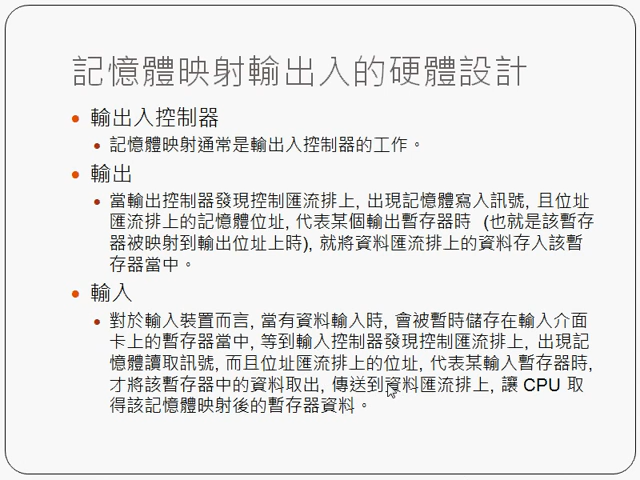 記憶體映射輸出入的硬體設計
輸出入控制器
記憶體映射通常是輸出入控制器的工作。
輸出
當輸出控制器發現控制匯流排上, 出現記憶體寫入訊號, 且位址
匯流排上的記憶體位址, 代表某個輸出暫存器時 (也就是該暫存
器被映射到輸出位址上時), 就將資料匯流排上的資料存入該暫
存器當中。
輸入
對於輸入裝置而言, 當有資料輸入時, 會被暫時儲存在輸入介面
卡上的暫存器當中, 等到輸入控制器發現控制匯流排上, 出現記
憶體讀取訊號, 而且位址匯流排上的位址, 代表某輸入暫存器時,
才將該暫存器中的資料取出, 傳送到資料匯流排上, 讓 CPU 取
得該記憶體映射後的暫存器資料。